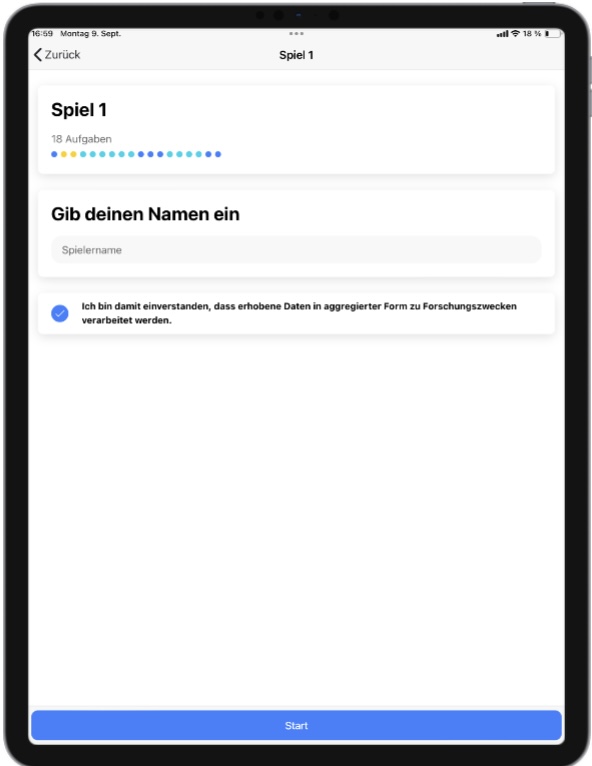 16:59 Montag 9. Sept.
18 %
Zurück
Spiel 1
Spiel 1
18 Aufgaben
Gib deinen Namen ein
Spielername
Ich bin damit einverstanden, dass erhobene Daten in aggregierter Form zu Forschungszwecken
verarbeitet werden.
Start